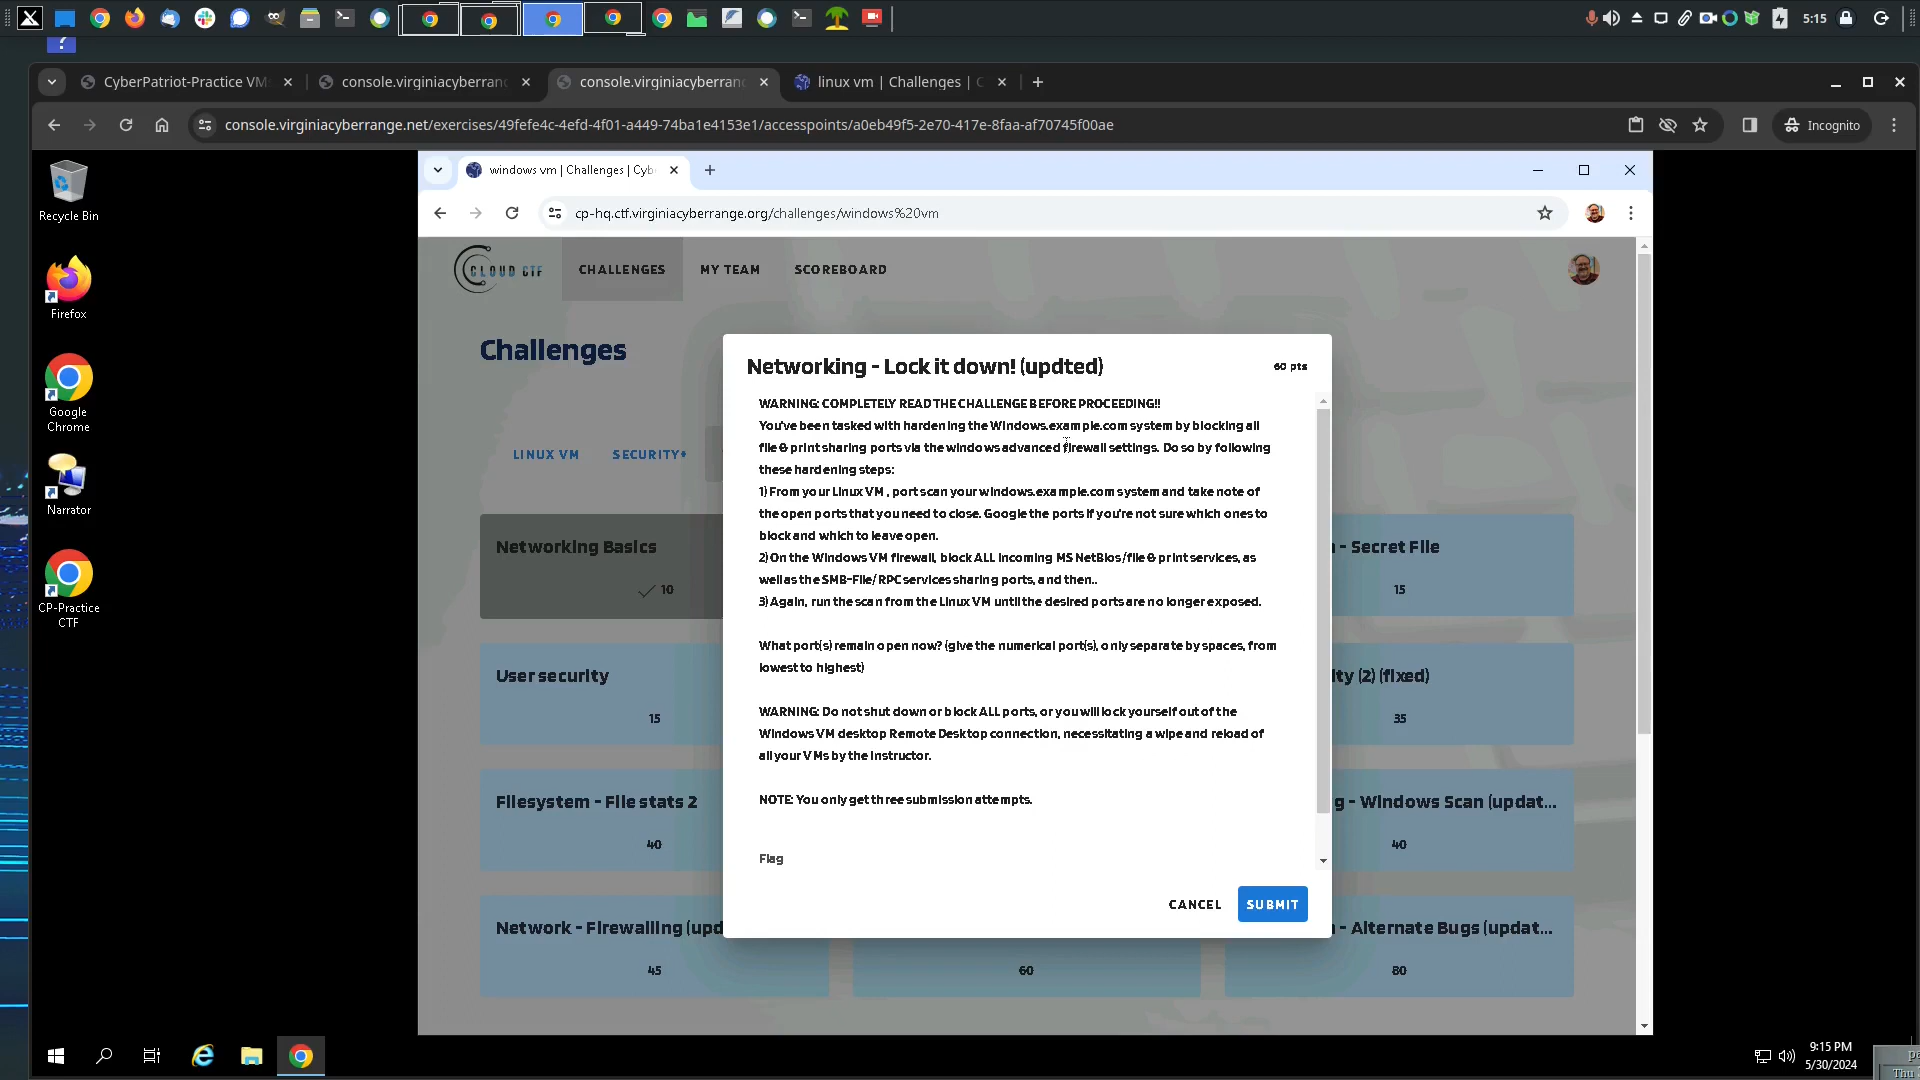 5:15
?
CyberPatriot-Practice VMs
console.virginiacyberran
console.virginiacyberran
linux vm | Challenges | C
console.virginiacyberrange.net/exercises/49fefe4c-4efd-4f01-a449-74ba1e4153e1/accesspoints/a0eb49f5-2e70-417e-8faa-af70745f00ae
Incognito
windows vm | Challenges | Cyb
cp-hq.ctf.virginiacyberrange.org/challenges/windows%20vm
Recycle Bin
Firefox
Google
Chrome
Narrator
CP-Practice
CTF
CLOUD CTF
CHALLENGES
MY TEAM
SCOREBOARD
Challenges
LINUX VM
SECURITY+
Networking Basics
10
- Secret File
15
User security
15
ity (2) (fixed)
35
Filesystem - File stats 2
40
g - Windows Scan (updat...
40
Network - Firewalling (upd
45
60
- Alternate Bugs (updat...
80
Networking - Lock it down! (updted)
60 pts
WARNING: COMPLETELY READ THE CHALLENGE BEFORE PROCEEDING!!
You've been tasked with hardening the Windows.example.com system by blocking all
file & print sharing ports via the windows advanced firewall settings. Do so by following
these hardening steps:
1) From your Linux VM , port scan your windows.example.com system and take note of
the open ports that you need to close. Google the ports if you're not sure which ones to
block and which to leave open.
2) On the Windows VM firewall, block ALL incoming MS NetBios/file & print services, as
well as the SMB-File/ RPC services sharing ports, and then..
3) Again, run the scan from the Linux VM until the desired ports are no longer exposed.
What port(s) remain open now? (give the numerical port(s), only separate by spaces, from
lowest to highest)
WARNING: Do not shut down or block ALL ports, or you will lock yourself out of the
Windows VM desktop Remote Desktop connection, necessitating a wipe and reload of
all your VMs by the instructor.
NOTE: You only get three submission attempts.
Flag
CANCEL
SUBMIT
9:15 PM
5/30/2024
Thu